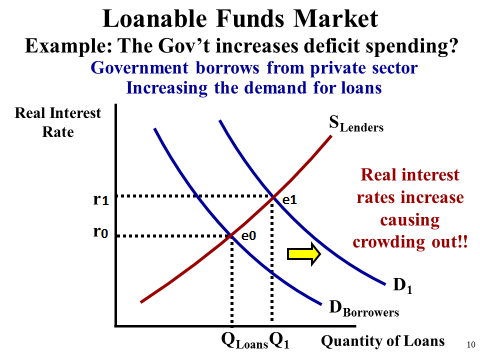 Loanable Funds Market
Example: The Gov't increases deficit spending?
Government borrows from private sector
Increasing the demand for loans
Real Interest
Rate
SLenders
Real interest
rates increase
causing
crowding out!!
r1
e1
r0
e0
D1
DBorrowers
QLoans
Q1
Quantity of Loans
10